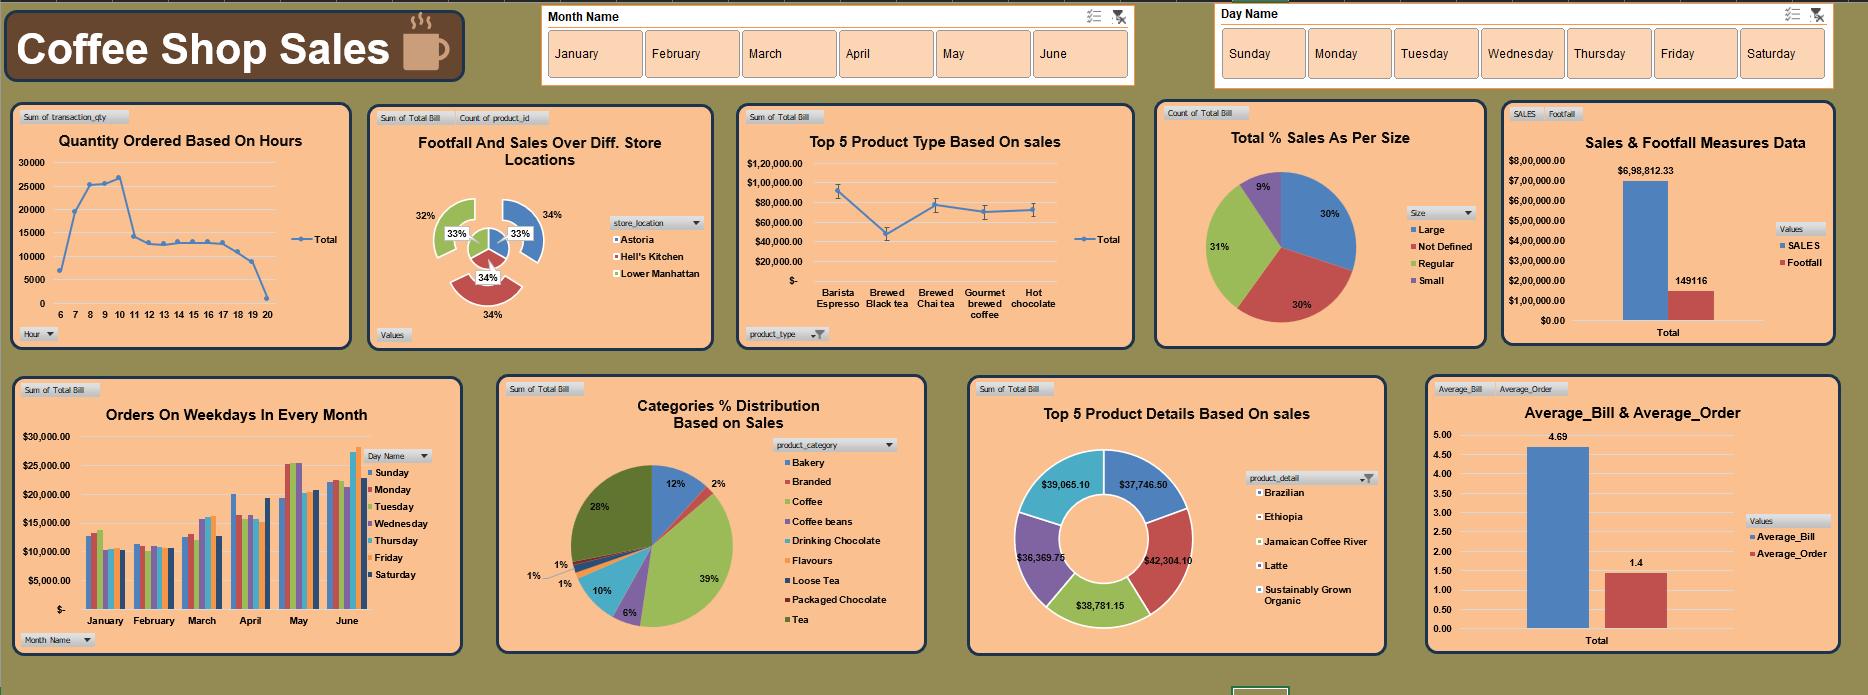 Coffee Shop Sales
Month Name
January February March April May June
Day Name
Sunday Monday Tuesday Wednesday Thursday Friday Saturday
Sum of transaction_qty
Quantity Ordered Based On Hours
30000
25000
20000
15000
10000
5000
0
6 7 8 9 10 11 12 13 14 15 16 17 18 19 20
Total
Hour
Sum of Total Bill Count of product_id
Footfall And Sales Over Diff. Store
Locations
32%
34%
33%
33%
34%
34%
store_location
Astoria
Hell's Kitchen
Lower Manhattan
Values
Sum of Total Bill
Top 5 Product Type Based On sales
$1,20,000.00
$1,00,000.00
$80,000.00
$60,000.00
$40,000.00
$20,000.00
$-
Barista Brewed Brewed Gourmet Hot
Espresso Black tea Chai tea brewed chocolate
coffee
Total
product_type
Count of Total Bill
Total % Sales As Per Size
9%
30%
31%
30%
Size
Large
Not Defined
Regular
Small
SALES Footfall
Sales & Footfall Measures Data
$8,00,000.00
$7,00,000.00
$6,00,000.00
$5,00,000.00
$4,00,000.00
$3,00,000.00
$2,00,000.00
$1,00,000.00
$0.00
$6,98,812.33
149116
Total
Values
SALES
Footfall
Sum of Total Bill
Orders On Weekdays In Every Month
$30,000.00
$25,000.00
$20,000.00
$15,000.00
$10,000.00
$5,000.00
$-
January February March April May June
Day Name
Sunday
Monday
Tuesday
Wednesday
Thursday
Friday
Saturday
Month Name
Sum of Total Bill
Categories % Distribution
Based on Sales
12%
2%
28%
39%
1%
1%
1%
10%
6%
product_category
Bakery
Branded
Coffee
Coffee beans
Drinking Chocolate
Flavours
Loose Tea
Packaged Chocolate
Tea
Sum of Total Bill
Top 5 Product Details Based On sales
$39,065.10
$37,746.50
$36,369.75
$42,304.10
$38,781.15
product_detail
Brazilian
Ethiopia
Jamaican Coffee River
Latte
Sustainably Grown
Organic
Average_Bill Average_Order
Average_Bill & Average_Order
5.00
4.50
4.00
3.50
3.00
2.50
2.00
1.50
1.00
0.50
0.00
4.69
1.4
Total
Values
Average_Bill
Average_Order